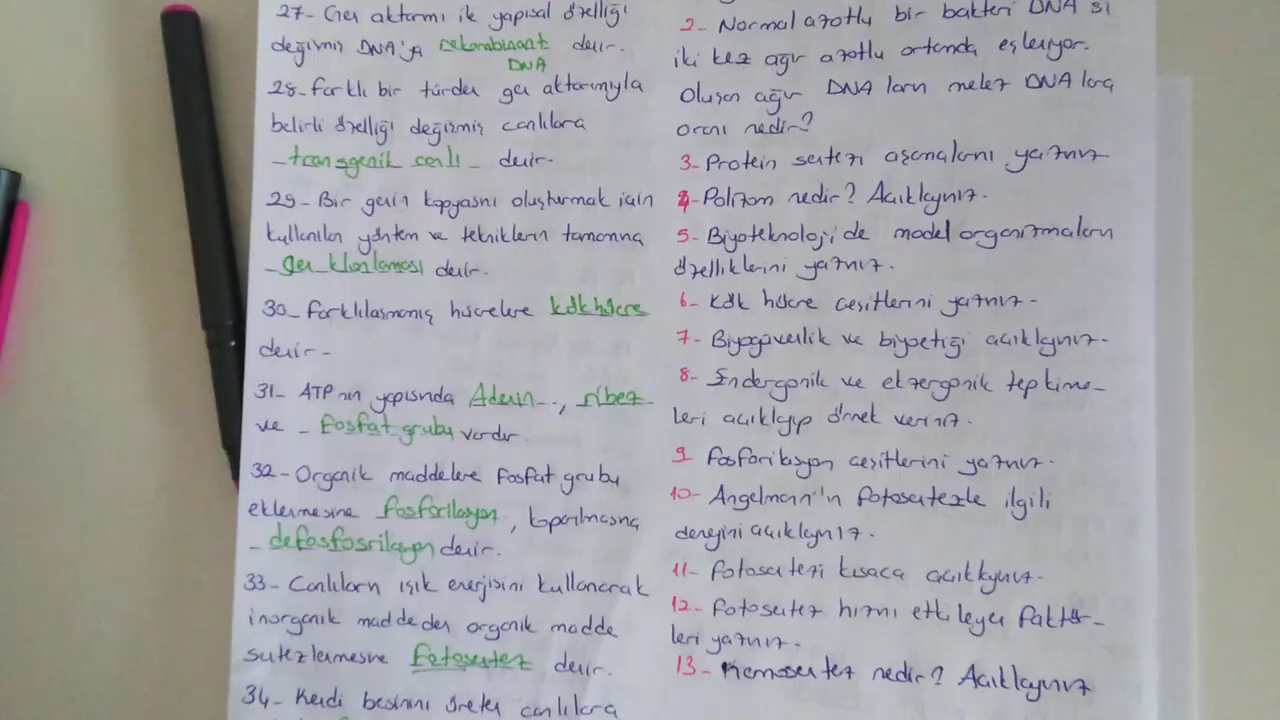 27- Gen aktarımı ile yapısal özelliği
değişmiş DNA'ya rekombinant denir.
DNA
28- Farklı bir türden gen aktarımıyla
belirli özelliği değişmiş canlılara
transgenik canlı denir-
29- Bir genin kopyasını oluşturmak için
kullanılan yöntem ve tekniklerin tamamına
gen klonlaması denir.
30- Farklılaşmamış hücrelere kök hücre
denir-
31- ATP'nin yapısında Adenin, riboz
ve fosfat grubu vardır.
32- Organik maddelere fosfat grubu
eklenmesine fosforilasyon, koparılmasına
defosfosrilasyon denir.
33- Canlıların ışık enerjisini kullanarak
inorganik maddeden organik madde
sentezlemesine fotosentez denir.
34- Kendi besinini üreten canlılara
2- Normal azotlu bir bakteri DNA sı
iki kez ağır azotlu ortamda eşleniyor.
Oluşan ağır DNA ların melez DNA lara
oranı nedir?
3- Protein sentezi aşamalarını yazınız
4- Polizom nedir? Açıklayınız.
5- Biyoteknoloji de model organizmaların
özelliklerini yazınız.
6- Kök hücre çeşitlerini yazınız-
7- Biyogüvenlik ve biyoetiği açıklayınız-
8- Endergonik ve ekzergonik tepkime-
leri açıklayıp örnek veriniz.
9 Fosforilasyon çeşitlerini yazınız.
10- Angelmann'ın fotosentezle ilgili
deneyini açıklayınız.
11- Fotosentezi kısaca açıklayınız-
12- Fotosentez hızını etkileyen faktör-
leri yazınız.
13- Kemosentez nedir? Açıklayınız